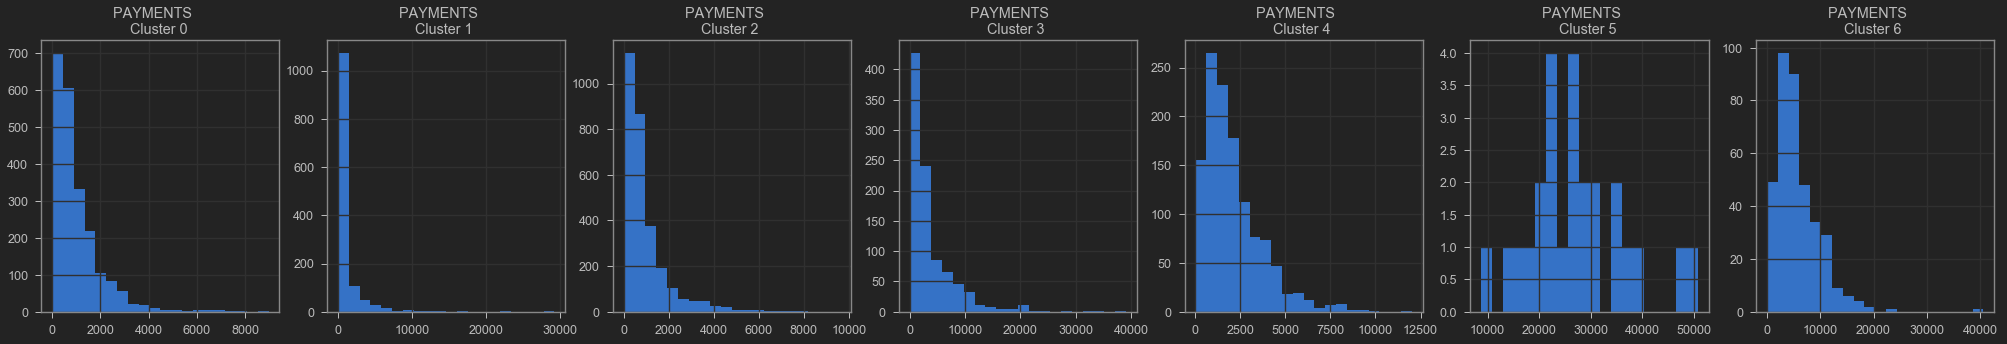 PAYMENTS
Cluster 0
700
600
500
400
300
200
100
0
0 2000 4000 6000 8000
PAYMENTS
Cluster 1
1000
800
600
400
200
0
0 10000 20000 30000
PAYMENTS
Cluster 2
1000
800
600
400
200
0
0 2000 4000 6000 8000 10000
PAYMENTS
Cluster 3
400
350
300
250
200
150
100
50
0
0 10000 20000 30000 40000
PAYMENTS
Cluster 4
250
200
150
100
50
0
0 2500 5000 7500 10000 12500
PAYMENTS
Cluster 5
4.0
3.5
3.0
2.5
2.0
1.5
1.0
0.5
0.0
10000 20000 30000 40000 50000
PAYMENTS
Cluster 6
100
80
60
40
20
0
0 10000 20000 30000 40000